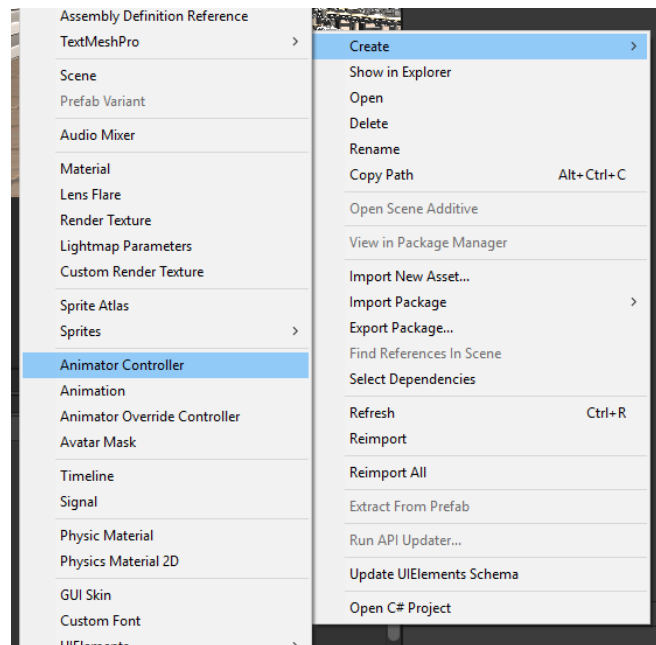 Assembly Definition Reference
TextMeshPro >
Scene
Prefab Variant
Audio Mixer
Material
Lens Flare
Render Texture
Lightmap Parameters
Custom Render Texture
Sprite Atlas
Sprites >
Animator Controller
Animation
Animator Override Controller
Avatar Mask
Timeline
Signal
Physic Material
Physics Material 2D
GUI Skin
Custom Font
UIElements >
Create >
Show in Explorer
Open
Delete
Rename
Copy Path Alt+Ctrl+C
Open Scene Additive
View in Package Manager
Import New Asset...
Import Package >
Export Package...
Find References In Scene
Select Dependencies
Refresh Ctrl+R
Reimport
Reimport All
Extract From Prefab
Run API Updater...
Update UIElements Schema
Open C# Project